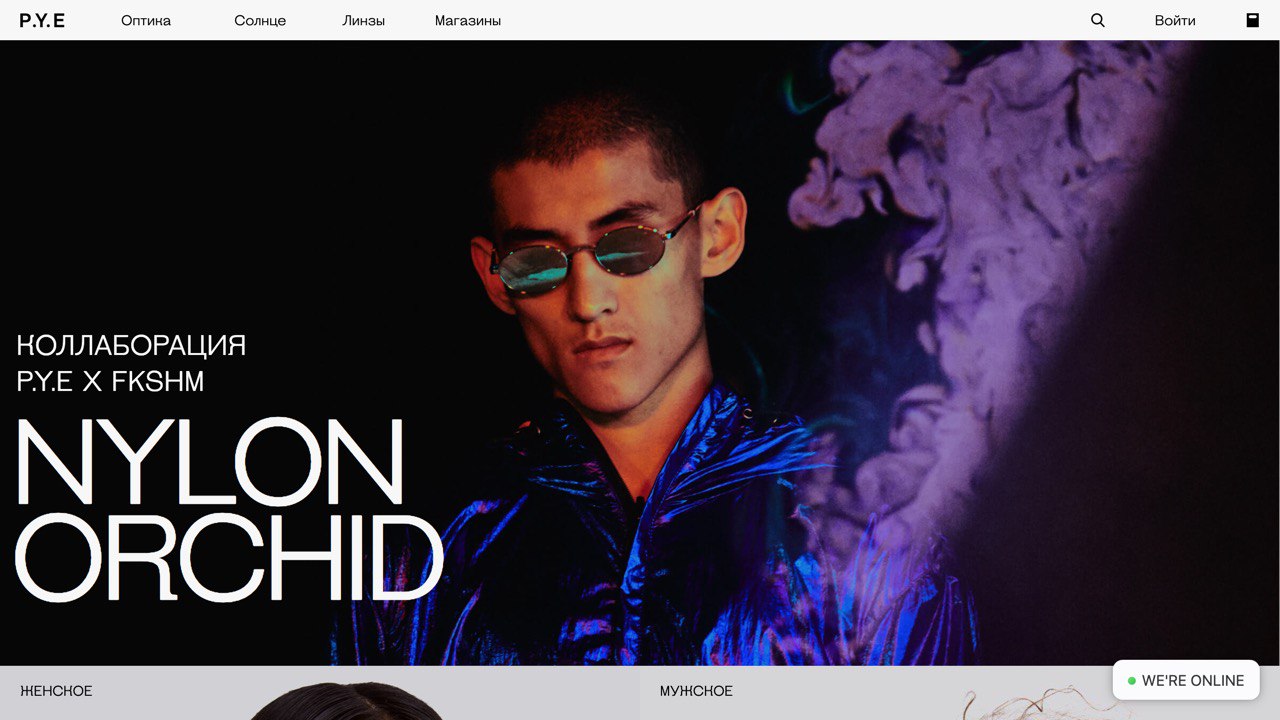 P.Y.E
Оптика
Солнце
Линзы
Магазины
Войти
КОЛЛАБОРАЦИЯ
P.Y.E X FKSHM
NYLON
ORCHID
ЖЕНСКОЕ
МУЖСКОЕ
WE'RE ONLINE